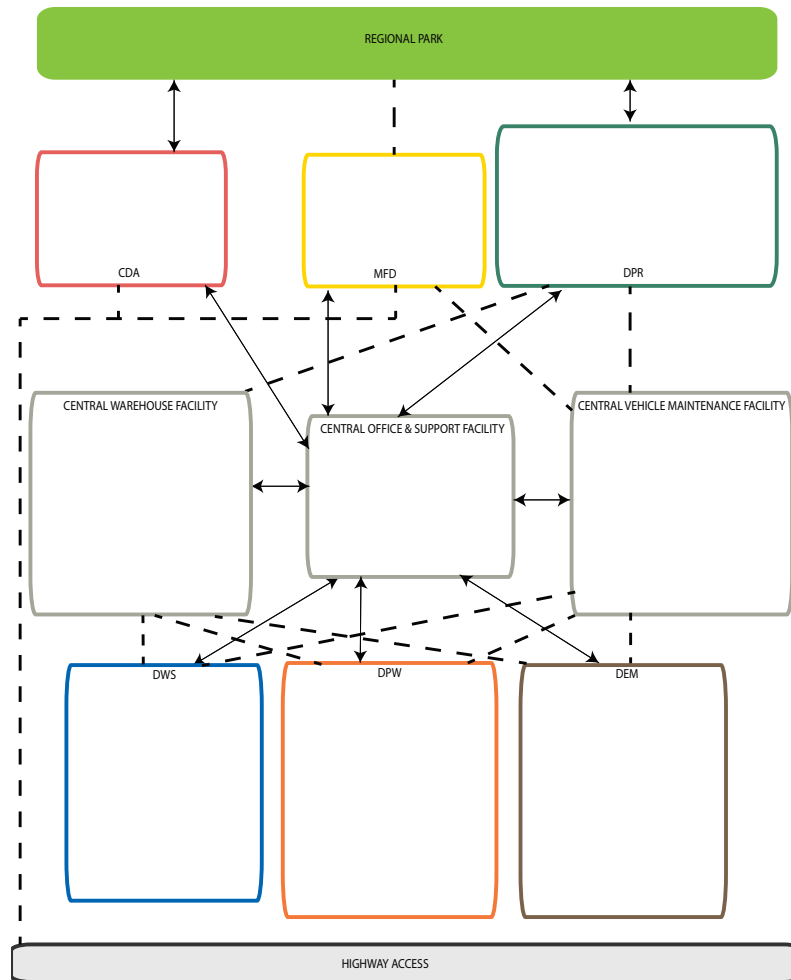 REGIONAL PARK
CDA
MFD
DPR
CENTRAL WAREHOUSE FACILITY
CENTRAL OFFICE & SUPPORT FACILITY
CENTRAL VEHICLE MAINTENANCE FACILITY
DWS
DPW
DEM
HIGHWAY ACCESS